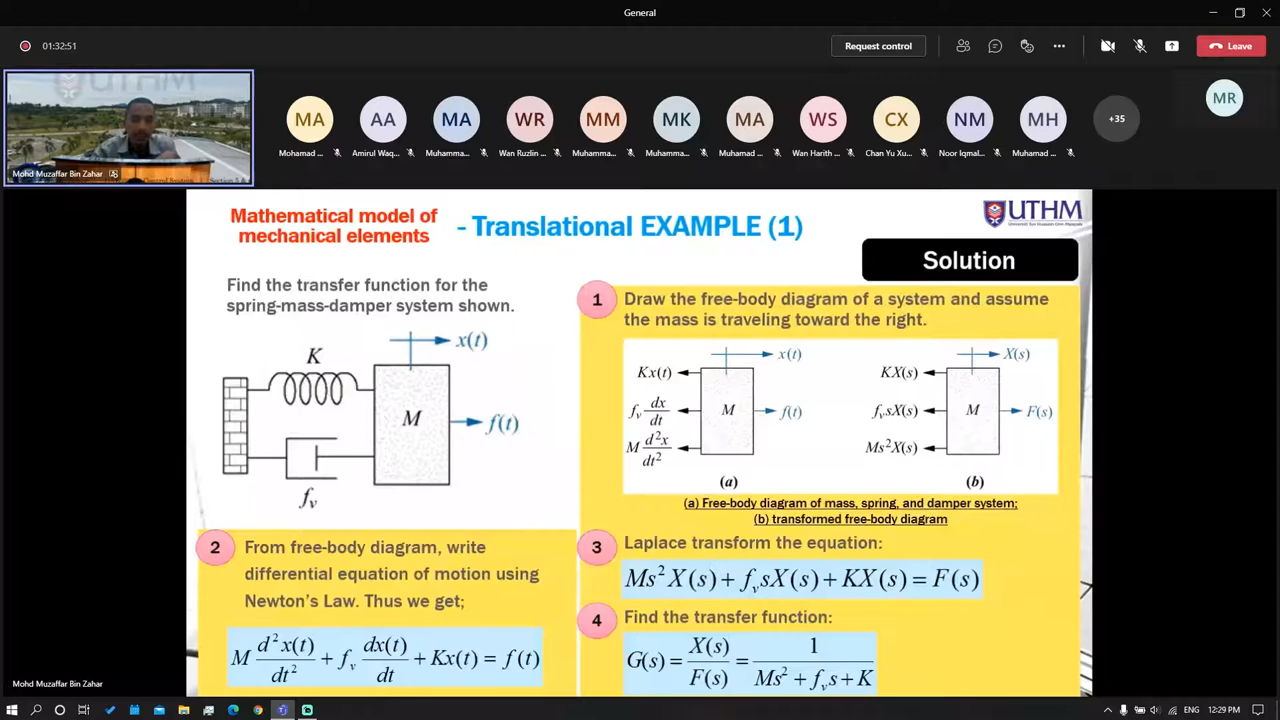 General
01:32:51
Request control
Leave
MA
AA
MA
WR
MM
MK
MA
WS
CX
NM
MH
+35
MR
Mohamad ...
Amirul Waq...
Muhamma...
Wan Ruzlin ...
Muhamma...
Muhamma...
Muhamad ...
Wan Harith ...
Chan Yu Xu...
Noor Iqmal...
Muhamad ...
UTHM
Mohd Muzaffar Bin Zahar
Mathematical model of
mechanical elements
- Translational EXAMPLE (1)
UTHM
Solution
Find the transfer function for the
spring-mass-damper system shown.
x(t)
K
M
f(t)
fᵥ
1
Draw the free-body diagram of a system and assume
the mass is traveling toward the right.
x(t)
Kx(t)
fᵥ dx/dt
M d²x/dt²
M
f(t)
(a)
X(s)
KX(s)
fᵥsX(s)
Ms²X(s)
M
F(s)
(b)
(a) Free-body diagram of mass, spring, and damper system;
(b) transformed free-body diagram
2
From free-body diagram, write
differential equation of motion using
Newton's Law. Thus we get;
M d²x(t)/dt² + fᵥ dx(t)/dt + Kx(t) = f(t)
3
Laplace transform the equation:
Ms²X(s) + fᵥsX(s) + KX(s) = F(s)
4
Find the transfer function:
G(s) = X(s)/F(s) = 1/(Ms² + fᵥs + K)
Mohd Muzaffar Bin Zahar
12:29 PM